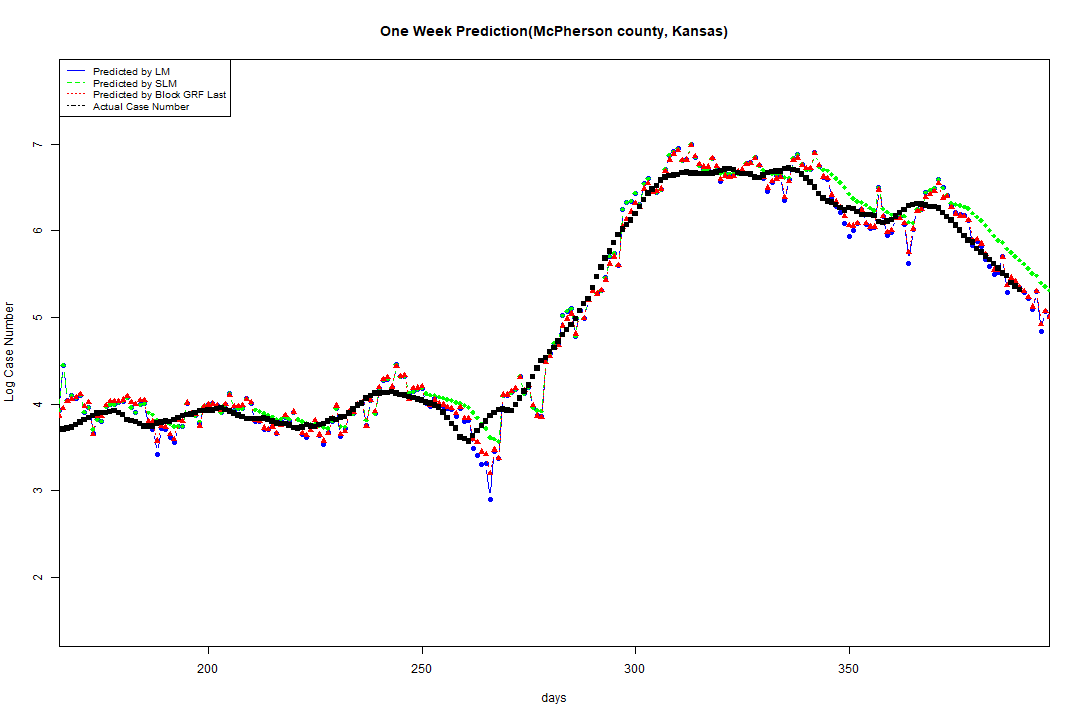 One Week Prediction(McPherson county, Kansas)
Predicted by LM
Predicted by SLM
Predicted by Block GRF Last
Actual Case Number
7
6
5
4
3
2
Log Case Number
200 250 300 350
days